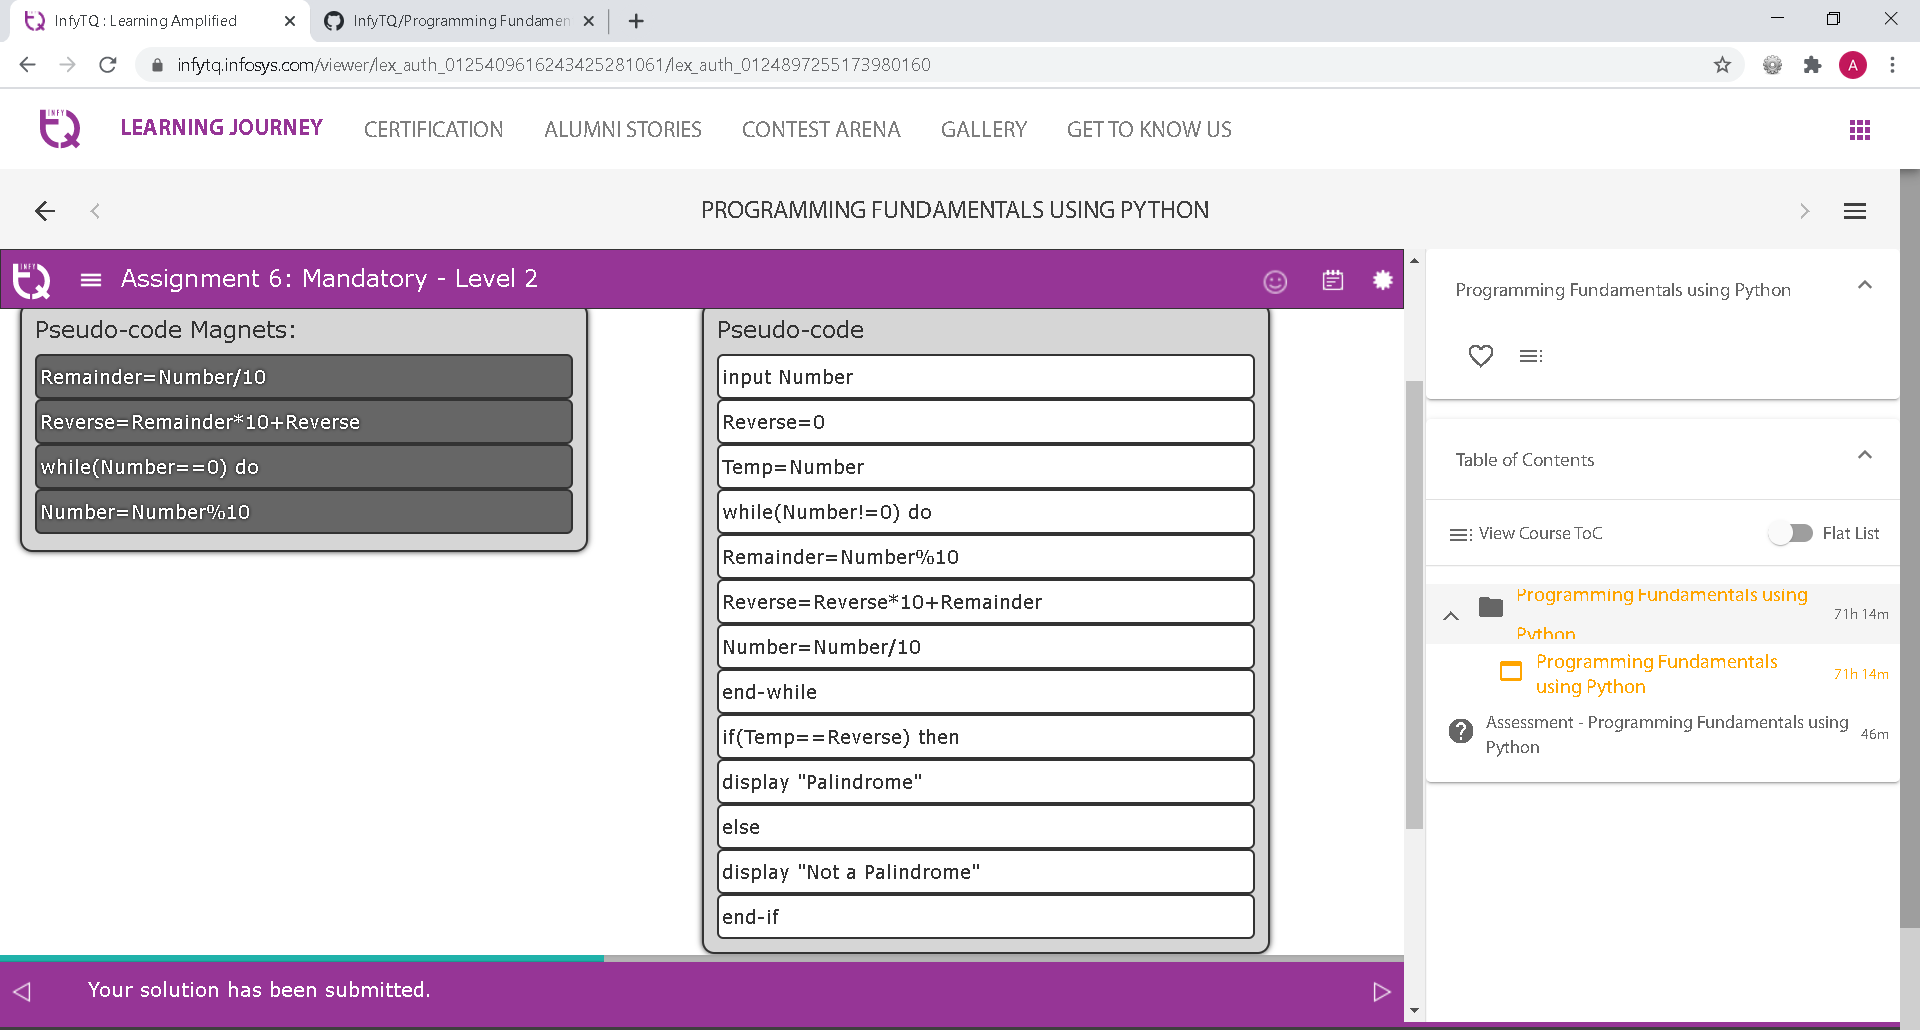 InfyTQ : Learning Amplified
InfyTQ/Programming Fundamen
infytq.infosys.com/viewer/lex_auth_0125409616243425281061/lex_auth_0124897255173980160
A
INFY
TQ
LEARNING JOURNEY
CERTIFICATION
ALUMNI STORIES
CONTEST ARENA
GALLERY
GET TO KNOW US
PROGRAMMING FUNDAMENTALS USING PYTHON
INFY
TQ
Assignment 6: Mandatory - Level 2
Pseudo-code Magnets:
Remainder=Number/10
Reverse=Remainder*10+Reverse
while(Number==0) do
Number=Number%10
Pseudo-code
input Number
Reverse=0
Temp=Number
while(Number!=0) do
Remainder=Number%10
Reverse=Reverse*10+Remainder
Number=Number/10
end-while
if(Temp==Reverse) then
display "Palindrome"
else
display "Not a Palindrome"
end-if
Your solution has been submitted.
Programming Fundamentals using Python
Table of Contents
View Course ToC
Flat List
Programming Fundamentals using
Python
71h 14m
Programming Fundamentals
using Python
71h 14m
Assessment - Programming Fundamentals using
Python
46m